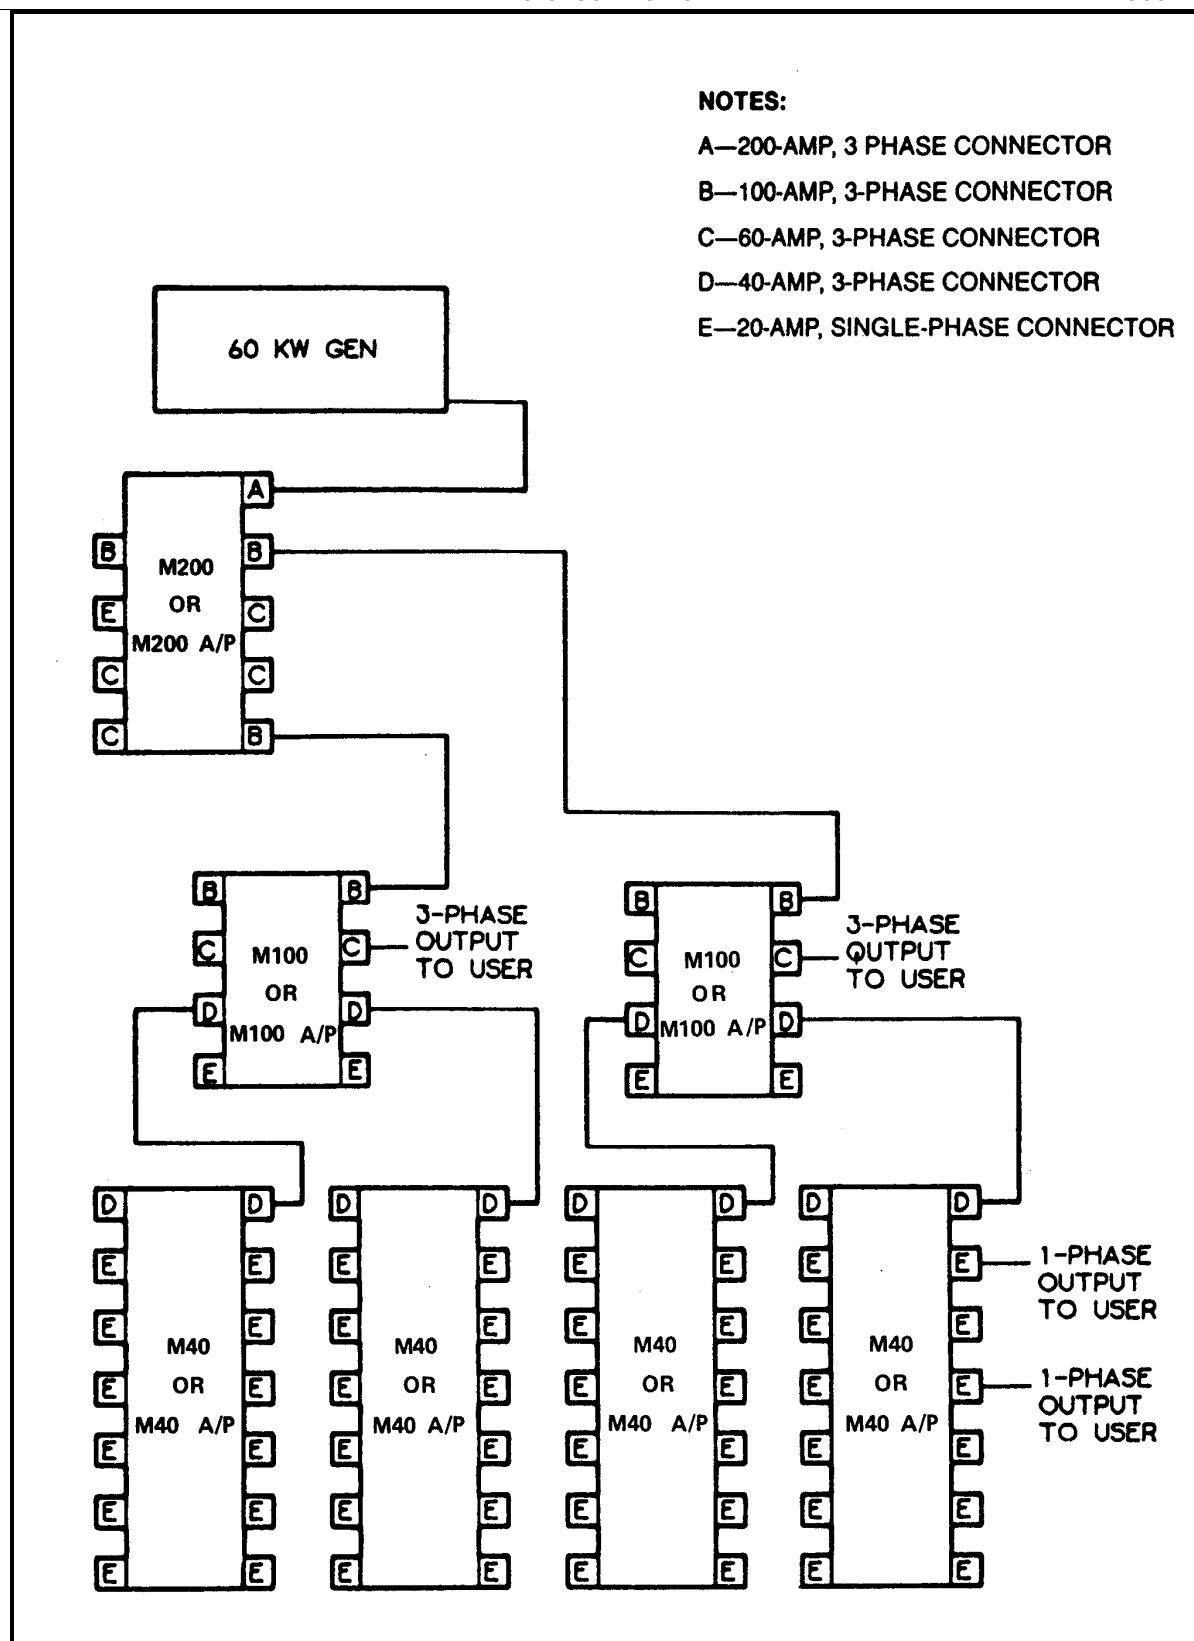 NOTES:
A—200-AMP, 3 PHASE CONNECTOR
B—100-AMP, 3-PHASE CONNECTOR
C—60-AMP, 3-PHASE CONNECTOR
D—40-AMP, 3-PHASE CONNECTOR
E—20-AMP, SINGLE-PHASE CONNECTOR
60 KW GEN
A
B
B
E
C
C
C
C
B
M200
OR
M200 A/P
B
B
C
C
D
D
E
E
M100
OR
M100 A/P
3-PHASE
OUTPUT
TO USER
B
B
C
C
D
D
E
E
M100
OR
M100 A/P
3-PHASE
OUTPUT
TO USER
D
D
E
E
E
E
E
E
E
E
E
E
E
E
M40
OR
M40 A/P
D
D
E
E
E
E
E
E
E
E
E
E
E
E
M40
OR
M40 A/P
D
D
E
E
E
E
E
E
E
E
E
E
E
E
M40
OR
M40 A/P
D
D
E
E
E
E
E
E
E
E
E
E
E
E
M40
OR
M40 A/P
1-PHASE
OUTPUT
TO USER
1-PHASE
OUTPUT
TO USER